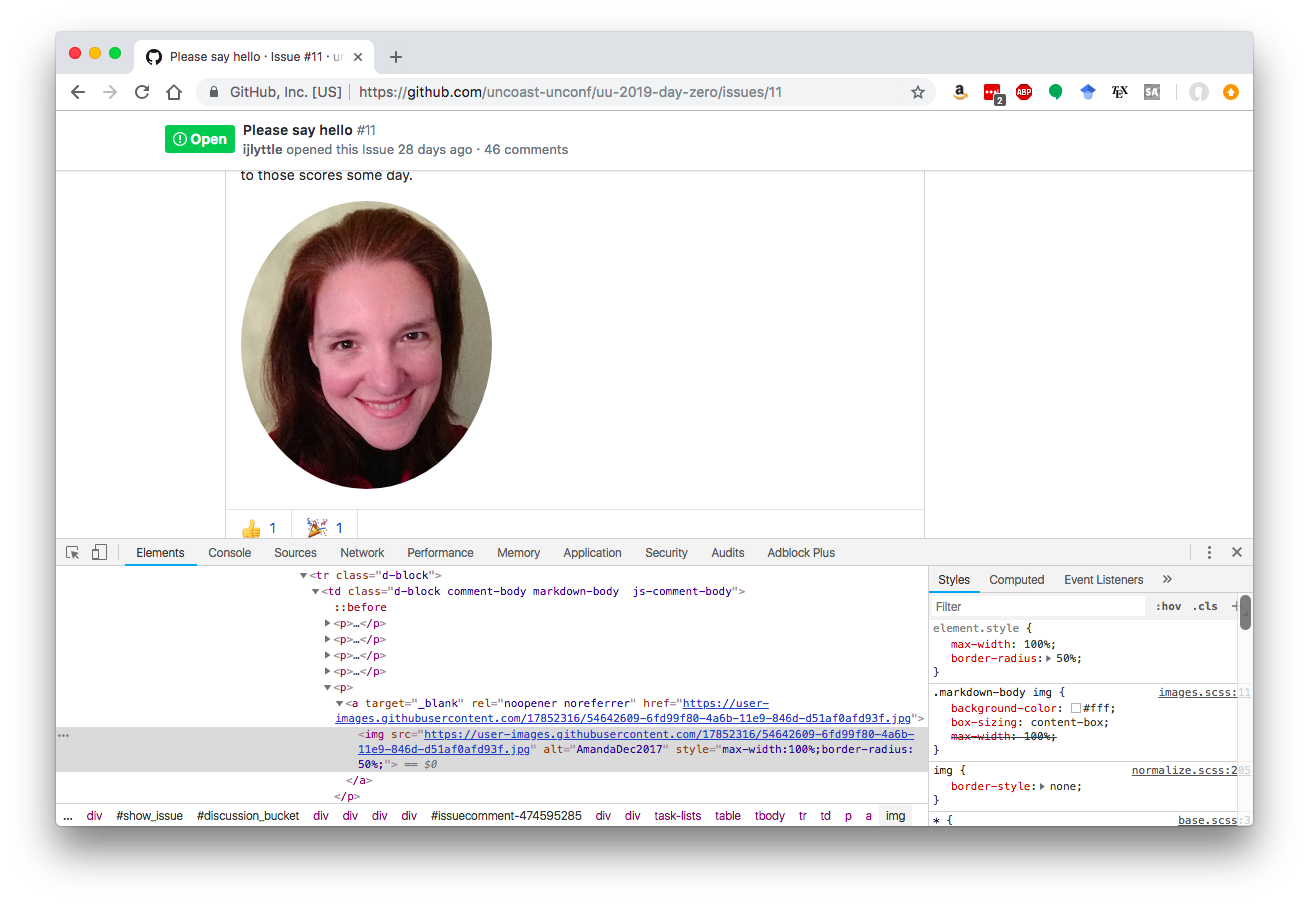 Please say hello · Issue #11 · un
GitHub, Inc. [US] | https://github.com/uncoast-unconf/uu-2019-day-zero/issues/11
2
ABP
TEX
SA
Open
Please say hello #11
ijlyttle opened this Issue 28 days ago · 46 comments
to those scores some day.
1
1
Elements Console Sources Network Performance Memory Application Security Audits Adblock Plus
<tr class="d-block">
<td class="d-block comment-body markdown-body  js-comment-body">
::before
<p>…</p>
<p>…</p>
<p>…</p>
<p>…</p>
<p>
<a target="_blank" rel="noopener noreferrer" href="https://user-
images.githubusercontent.com/17852316/54642609-6fd99f80-4a6b-11e9-846d-d51af0afd93f.jpg">
<img src="https://user-images.githubusercontent.com/17852316/54642609-6fd99f80-4a6b-
11e9-846d-d51af0afd93f.jpg" alt="AmandaDec2017" style="max-width:100%;border-radius:
50%;"> == $0
</a>
</p>
... div #show_issue #discussion_bucket div div div div #issuecomment-474595285 div div task-lists table tbody tr td p a img
Styles Computed Event Listeners »
Filter :hov .cls +
element.style {
max-width: 100%;
border-radius: 50%;
}
.markdown-body img { images.scss:11
background-color: #fff;
box-sizing: content-box;
max-width: 100%;
}
img { normalize.scss:205
border-style: none;
}
* { base.scss:3